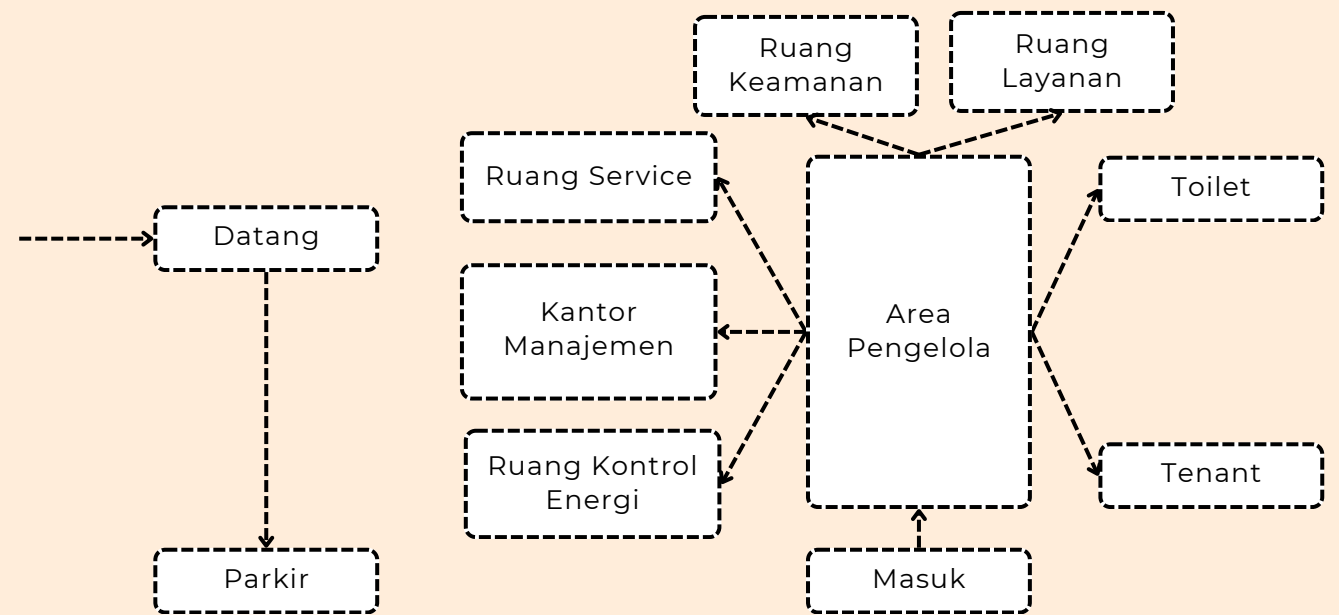 Ruang
Keamanan
Ruang
Layanan
Ruang Service
Toilet
Datang
Kantor
Manajemen
Area
Pengelola
Ruang Kontrol
Energi
Tenant
Parkir
Masuk